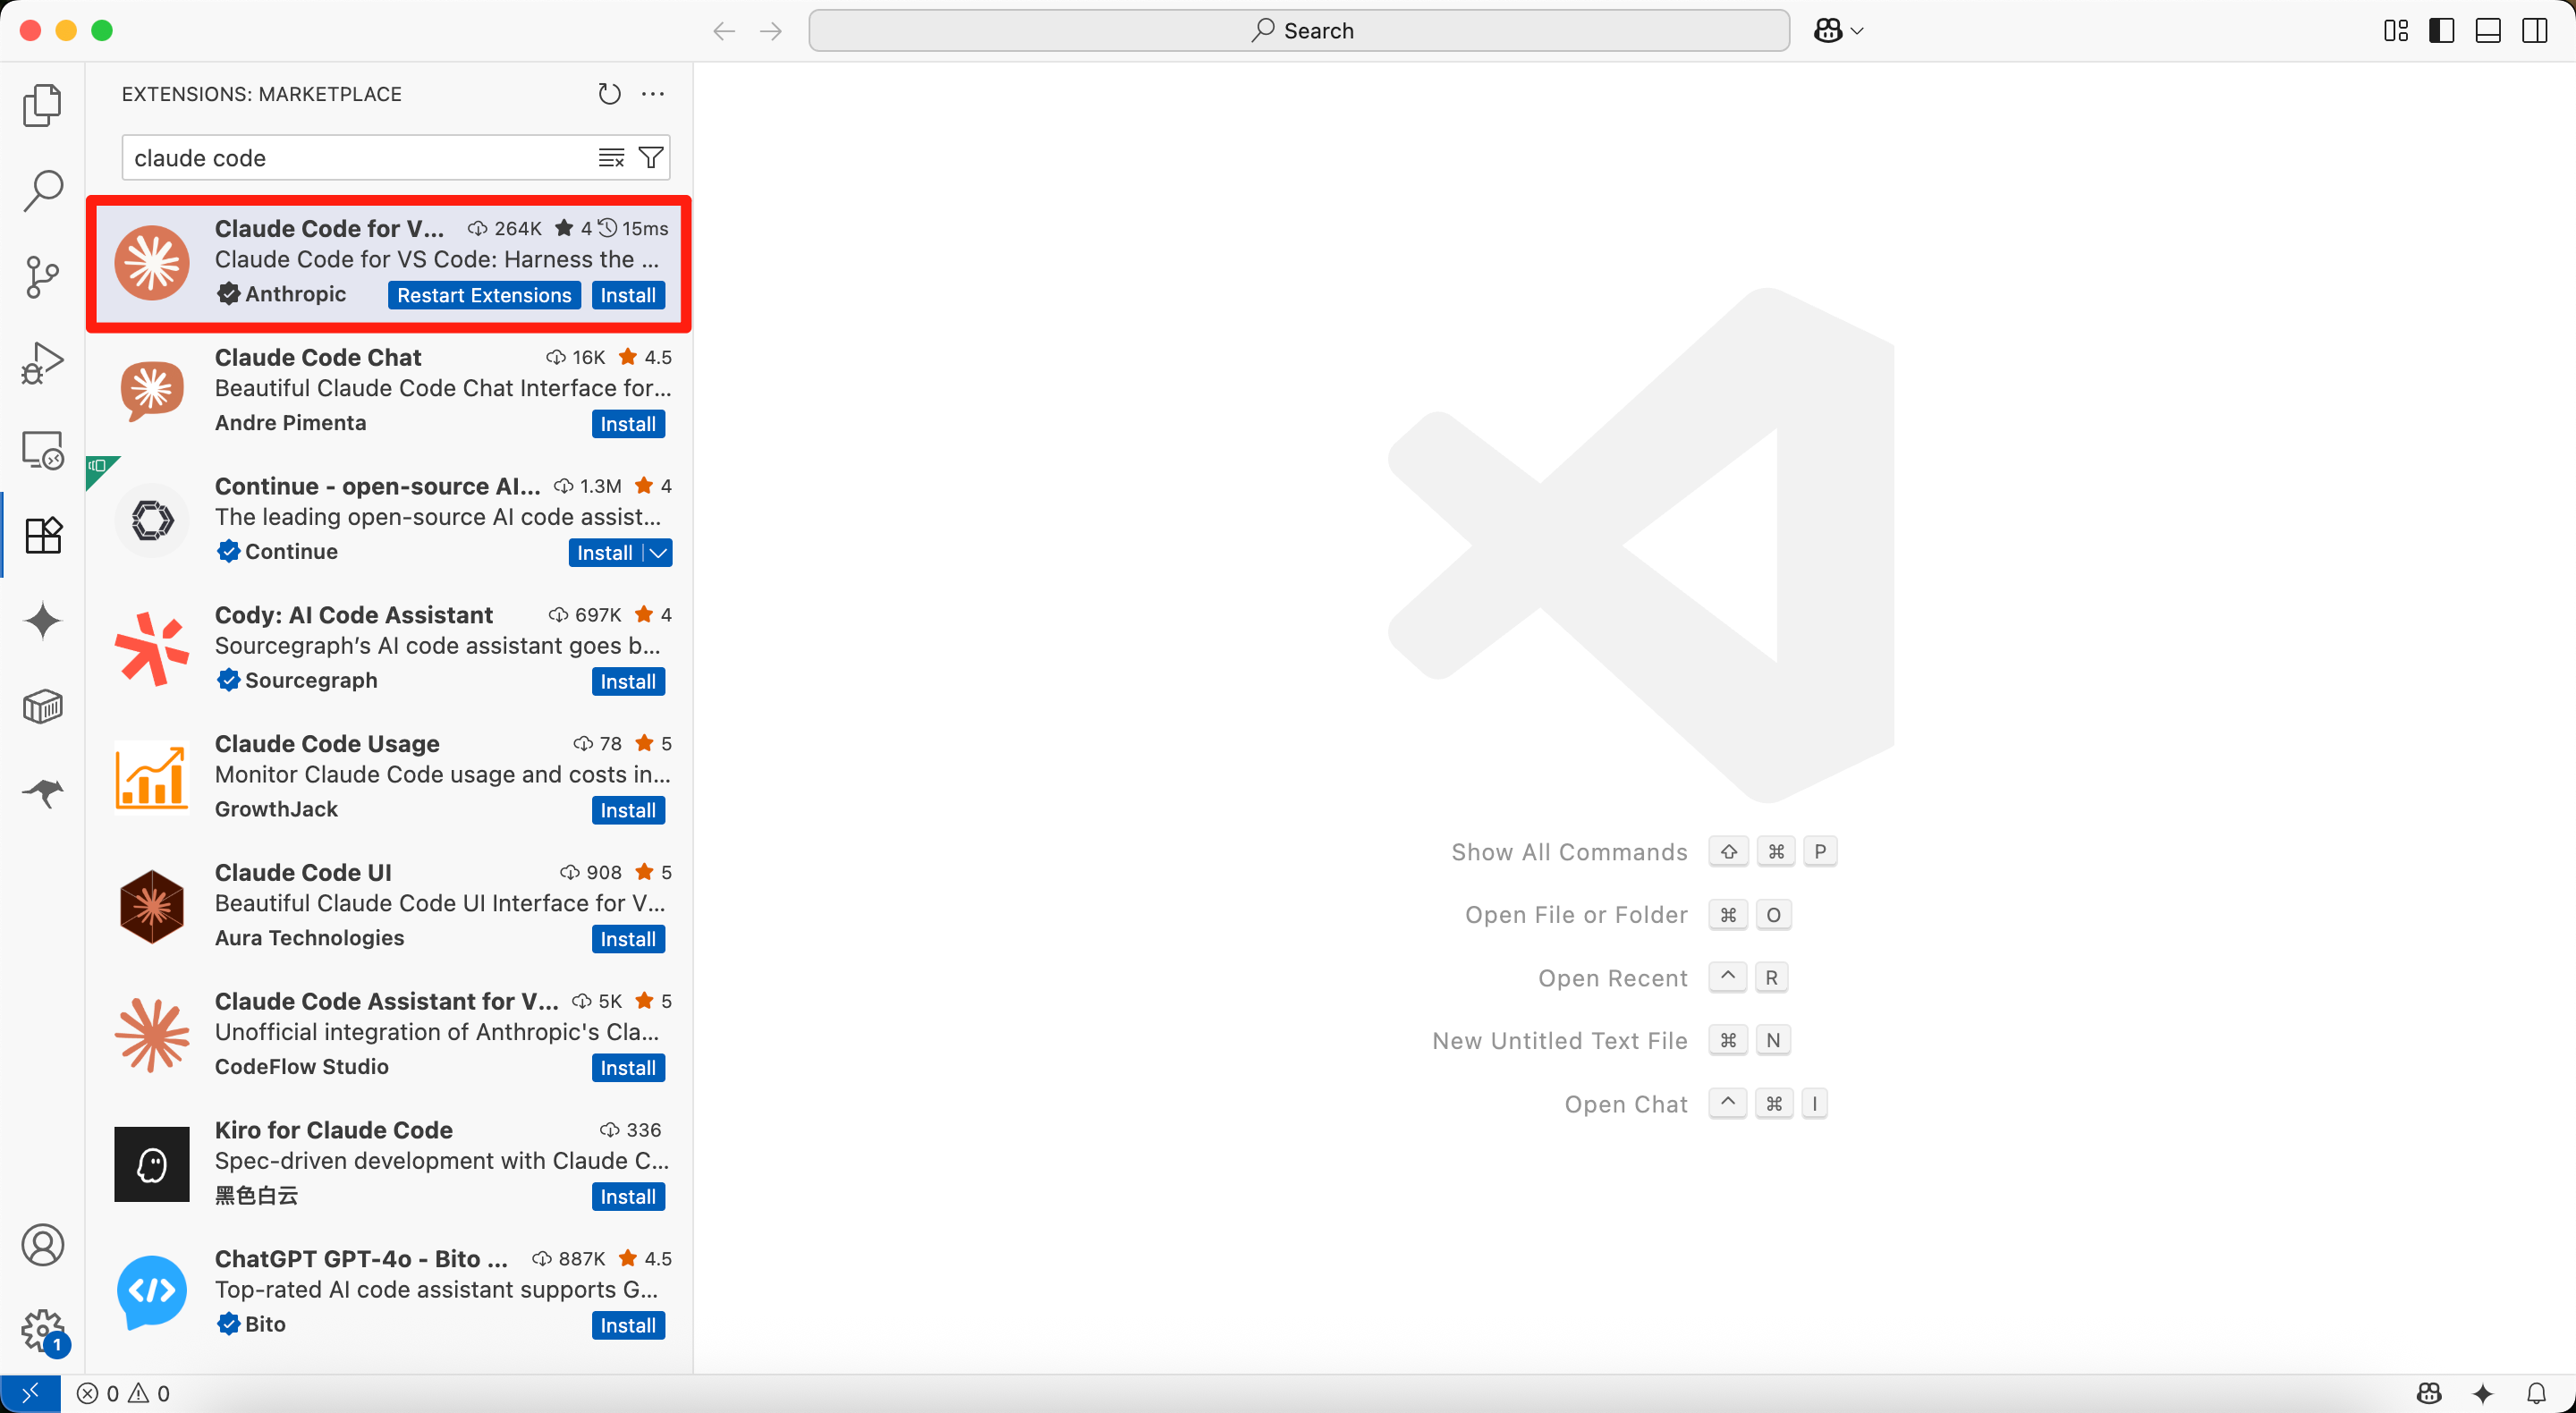 Search
EXTENSIONS: MARKETPLACE
claude code
Claude Code for V... 264K 4 15ms
Claude Code for VS Code: Harness the ...
Anthropic Restart Extensions Install
Claude Code Chat 16K 4.5
Beautiful Claude Code Chat Interface for...
Andre Pimenta Install
Continue - open-source AI... 1.3M 4
The leading open-source AI code assist...
Continue Install
Cody: AI Code Assistant 697K 4
Sourcegraph’s AI code assistant goes b...
Sourcegraph Install
Claude Code Usage 78 5
Monitor Claude Code usage and costs in...
GrowthJack Install
Claude Code UI 908 5
Beautiful Claude Code UI Interface for V...
Aura Technologies Install
Claude Code Assistant for V... 5K 5
Unofficial integration of Anthropic's Cla...
CodeFlow Studio Install
Kiro for Claude Code 336
Spec-driven development with Claude C...
黑色白云 Install
ChatGPT GPT-4o - Bito ... 887K 4.5
Top-rated AI code assistant supports G...
Bito Install
Show All Commands ⇧ ⌘ P
Open File or Folder ⌘ O
Open Recent ^ R
New Untitled Text File ⌘ N
Open Chat ^ ⌘ I
1
0 0